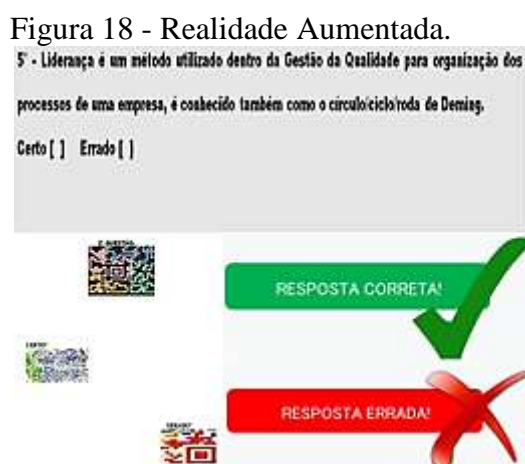 Figura 18 - Realidade Aumentada.
5ª - Liderança é um método utilizado dentro da Gestão da Qualidade para organização dos
processos de uma empresa, é conhecido também como o círculo/ciclo/roda de Deming.
Certo [ ] Errado [ ]
RESPOSTA CORRETA!
RESPOSTA ERRADA!